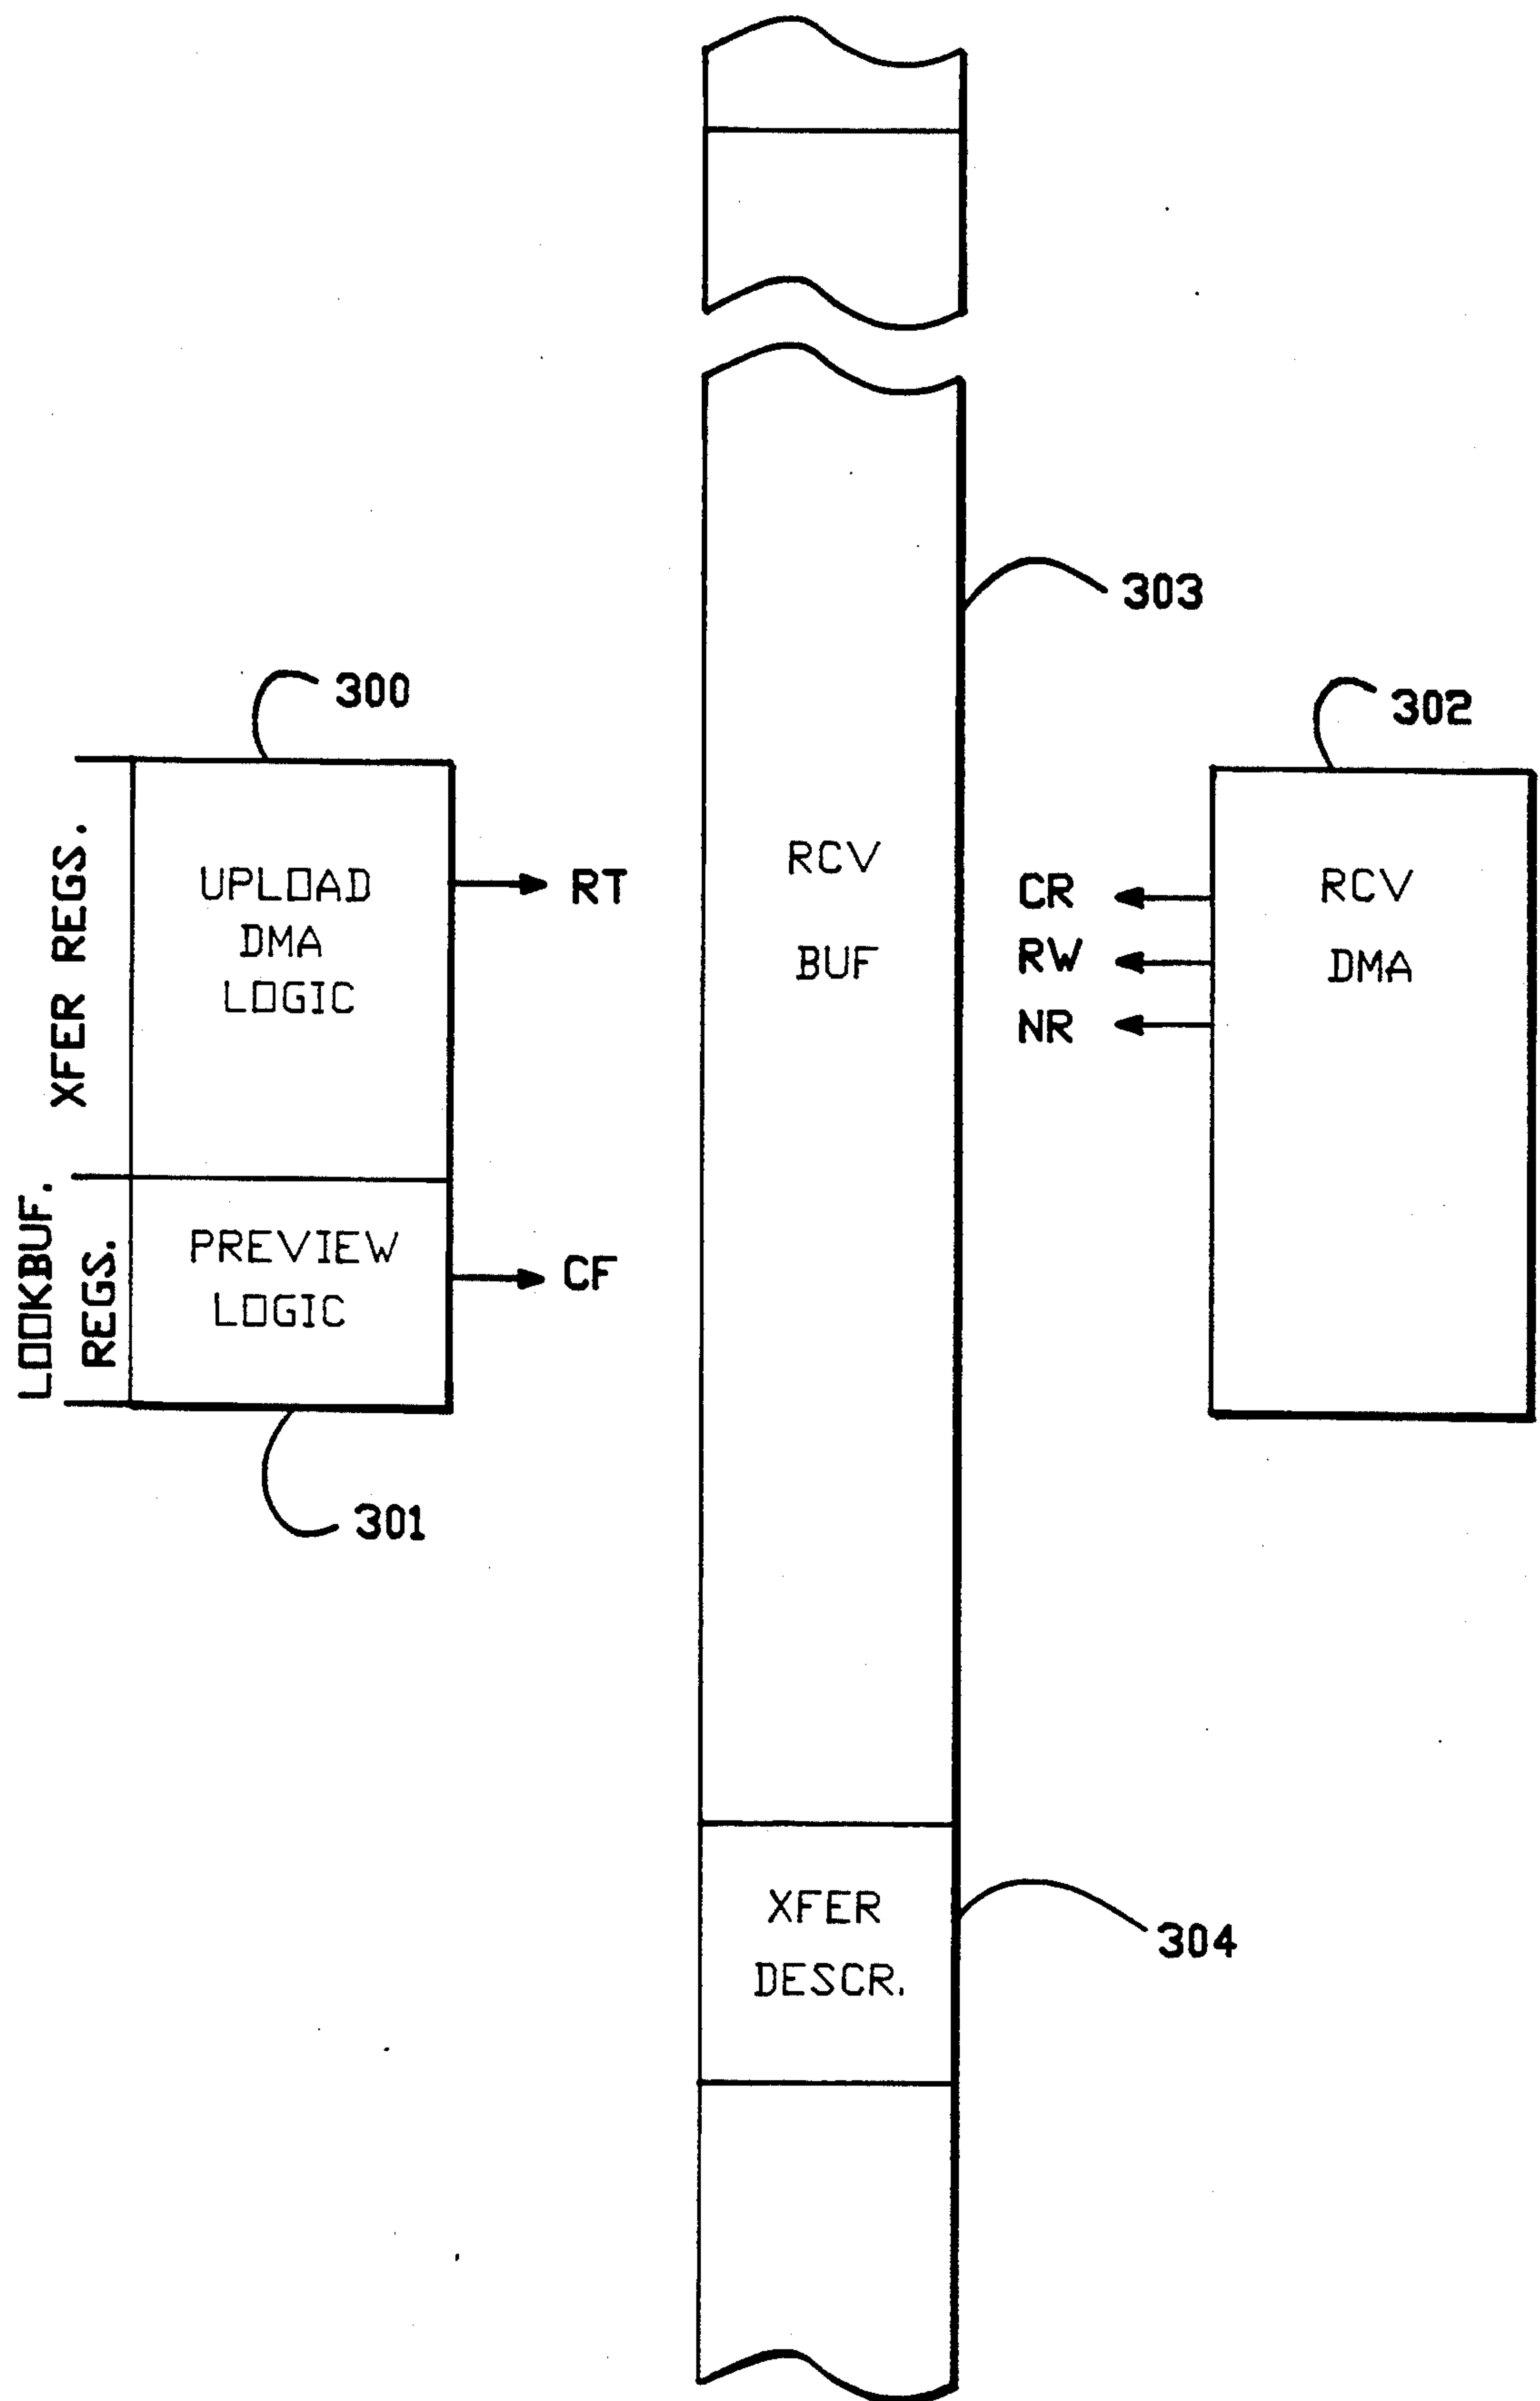 303
300
302
XFER REGS.
UPLOAD
DMA
LOGIC
RT
RCV
BUF
CR
RW
NR
RCV
DMA
LOOKBUF.
REGS.
PREVIEW
LOGIC
CF
301
XFER
DESCR.
304